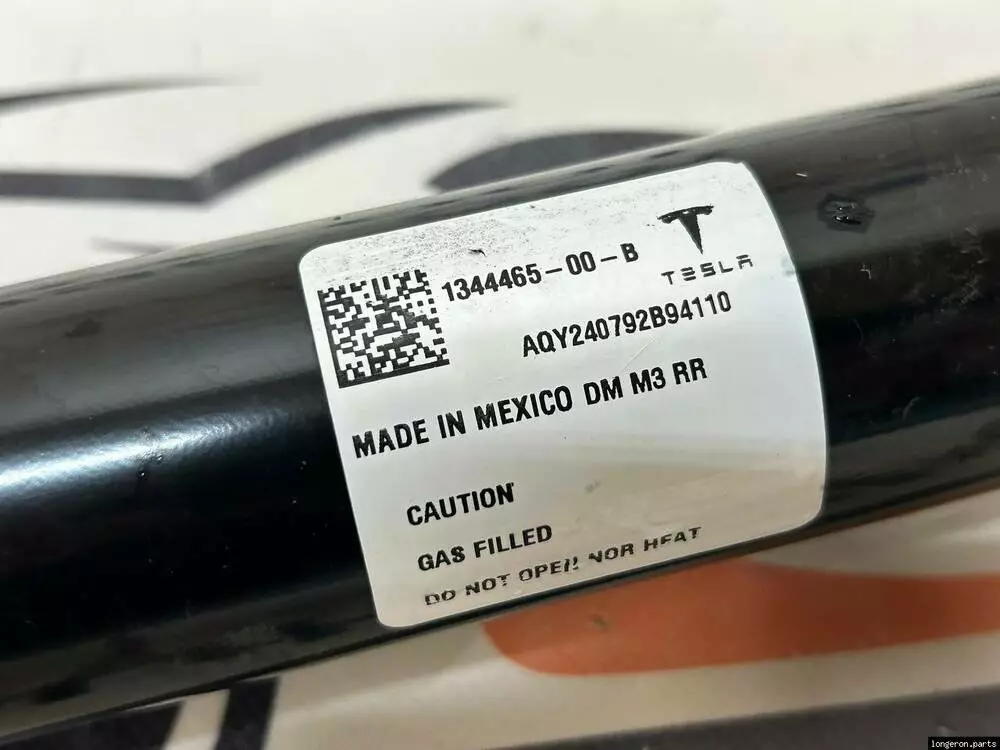 1344465-00-B
TESLA
AQY240792B94110
MADE IN MEXICO DM M3 RR
CAUTION
GAS FILLED
DO NOT OPEN NOR HEAT
longeron.parts